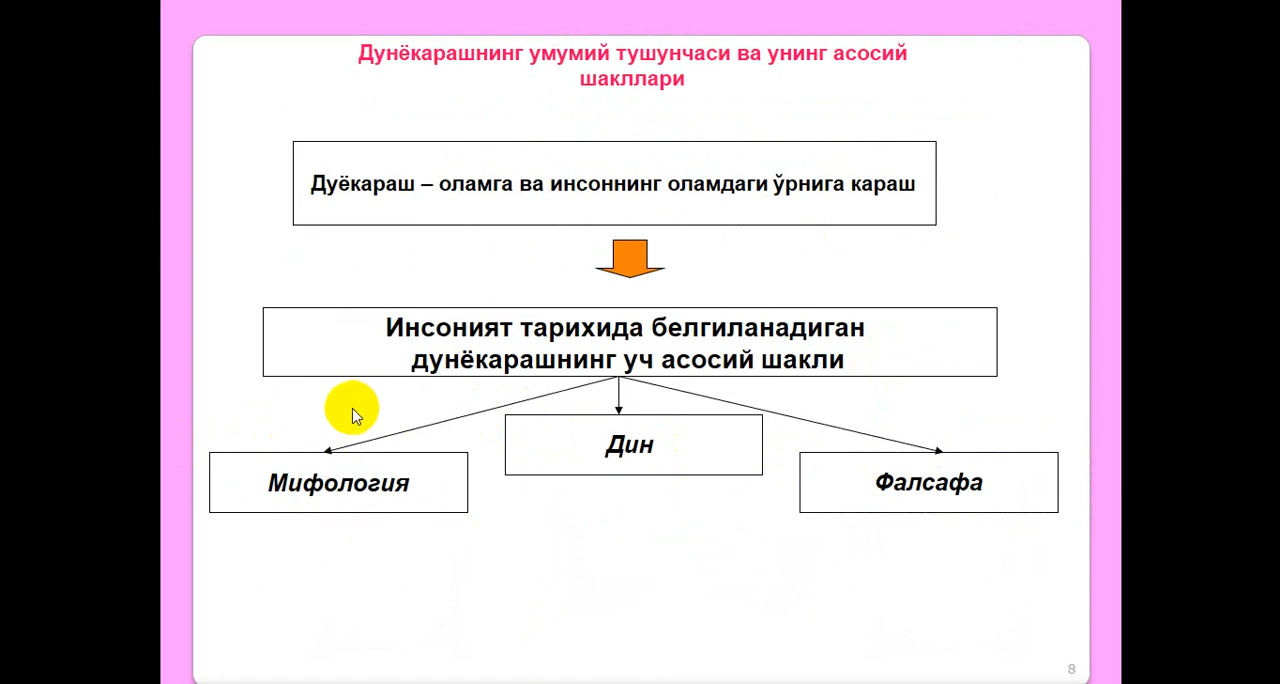 Дунёкарашнинг умумий тушунчаси ва унинг асосий
шакллари
Дуёкараш – оламга ва инсоннинг оламдаги ўрнига караш
Инсоният тарихида белгиланадиган
дунёкарашнинг уч асосий шакли
Дин
Мифология
Фалсафа
8